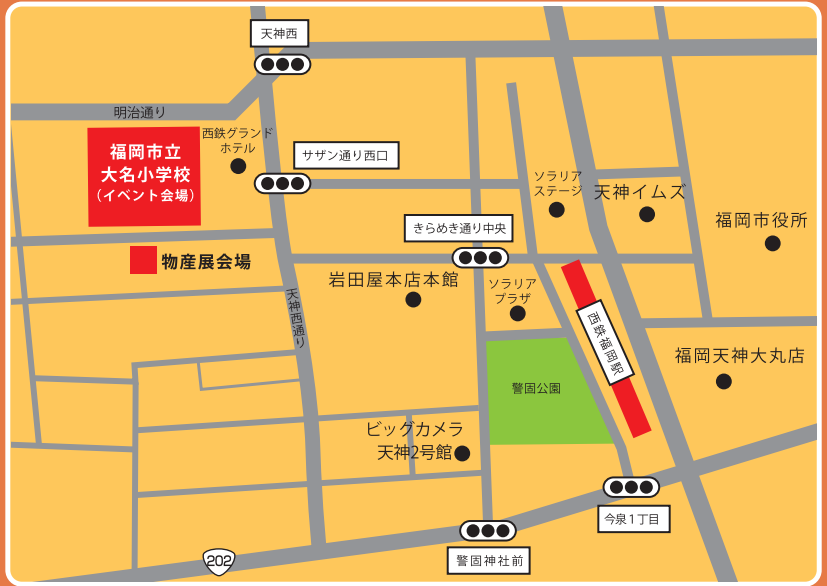 天神西
明治通り
福岡市立
大名小学校
（イベント会場）
西鉄グランド
ホテル
サザン通り西口
ソラリア
ステージ
天神イムズ
福岡市役所
きらめき通り中央
物産展会場
岩田屋本店本館
ソラリア
プラザ
天神西通り
西鉄福岡駅
福岡天神大丸店
警固公園
ビッグカメラ
天神2号館
今泉1丁目
警固神社前
202